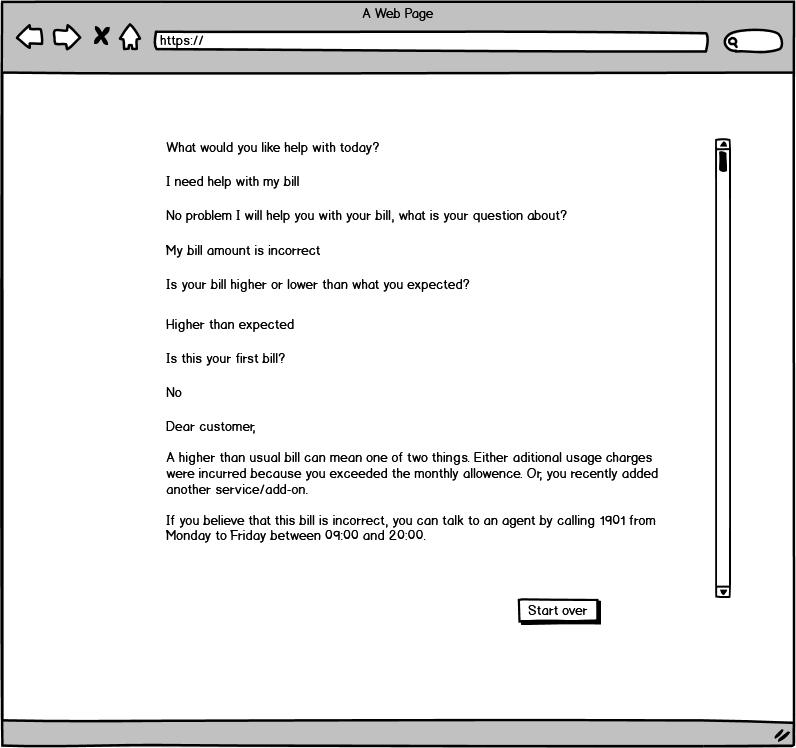 A Web Page
https://
What would you like help with today?
I need help with my bill
No problem I will help you with your bill, what is your question about?
My bill amount is incorrect
Is your bill higher or lower than what you expected?
Higher than expected
Is this your first bill?
No
Dear customer,
A higher than usual bill can mean one of two things. Either aditional usage charges
were incurred because you exceeded the monthly allowence. Or, you recently added
another service/add-on.
If you believe that this bill is incorrect, you can talk to an agent by calling 1901 from
Monday to Friday between 09:00 and 20:00.
Start over